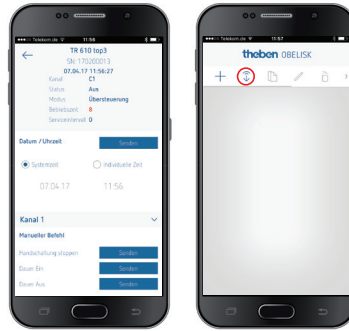 Telekom.de 11:56
TR 610 top3
SN: 170200013
07.04.17 11:56:27
Kanal C1
Status Aus
Modus Übersteuerung
Betriebszeit 8
Serviceintervall 0
Datum / Uhrzeit Senden
Systemzeit Individuelle Zeit
07.04.17 11:56
Kanal 1
Manueller Befehl
Handschaltung stoppen Senden
Dauer Ein Senden
Dauer Aus Senden
Telekom.de 11:57
theben OBELISK